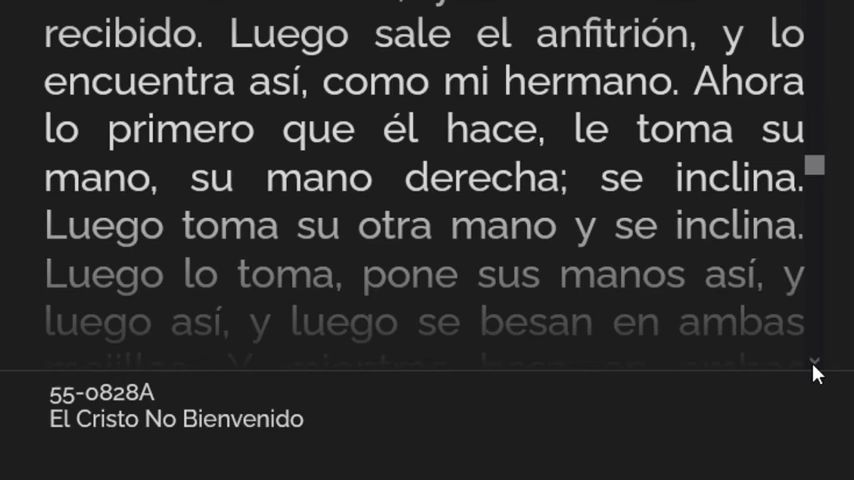 recibido. Luego sale el anfitrión, y lo
encuentra así, como mi hermano. Ahora
lo primero que él hace, le toma su
mano, su mano derecha; se inclina.
Luego toma su otra mano y se inclina.
Luego lo toma, pone sus manos así, y
luego así, y luego se besan en ambas
55-0828A
El Cristo No Bienvenido